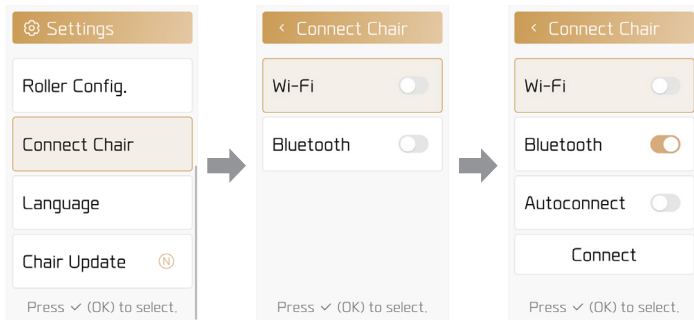 Settings
Roller Config.
Connect Chair
Language
Chair Update N
Press ✓ (OK) to select.
< Connect Chair
Wi-Fi
Bluetooth
Press ✓ (OK) to select.
< Connect Chair
Wi-Fi
Bluetooth
Autoconnect
Connect
Press ✓ (OK) to select.